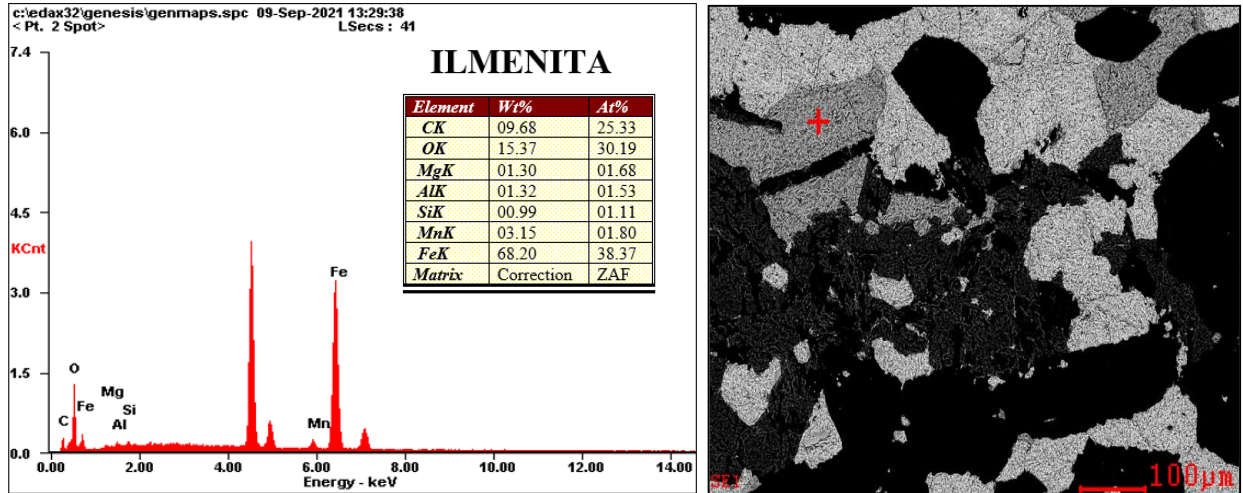 c:\edax32\genesis\genmaps.spc 09-Sep-2021 13:29:38
< Pt. 2 Spot> LSecs : 41
ILMENITA
Element Wt% At%
CK 09.68 25.33
OK 15.37 30.19
MgK 01.30 01.68
AlK 01.32 01.53
SiK 00.99 01.11
MnK 03.15 01.80
FeK 68.20 38.37
Matrix Correction ZAF
7.4
6.0
4.5
KCnt
3.0
1.5
0.0
C
O
Fe
Mg
Al
Si
Mn
Fe
0.00 2.00 4.00 6.00 8.00 10.00 12.00 14.00
Energy - keV
SEI
100µm